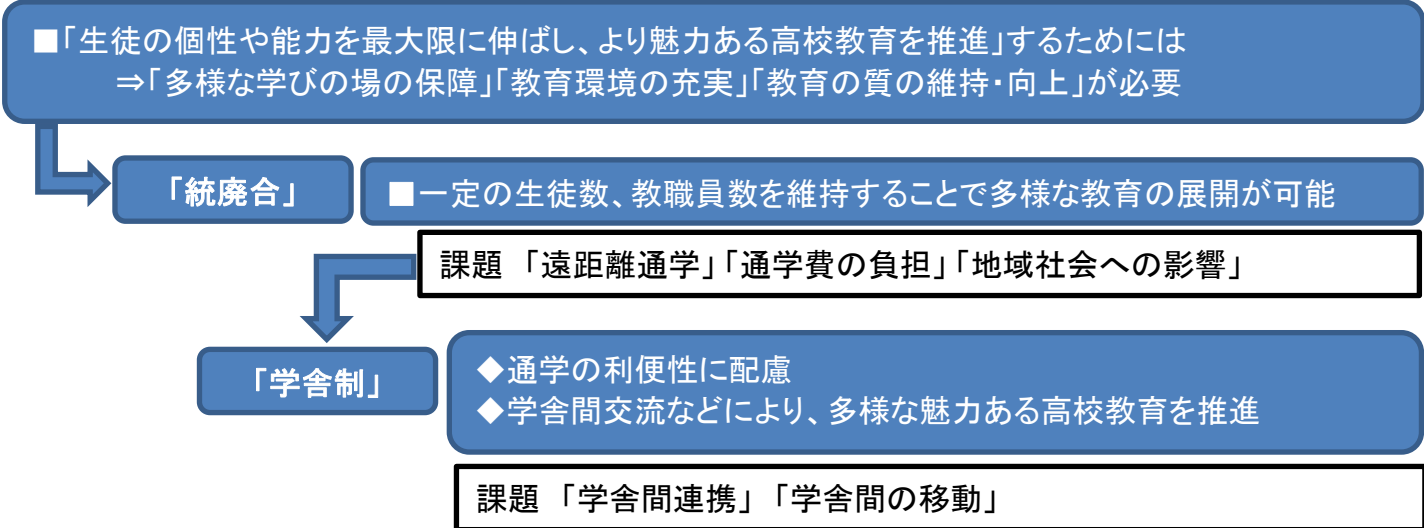 ■「生徒の個性や能力を最大限に伸ばし、より魅力ある高校教育を推進」するためには
⇒「多様な学びの場の保障」「教育環境の充実」「教育の質の維持・向上」が必要
「統廃合」
■一定の生徒数、教職員数を維持することで多様な教育の展開が可能
課題 「遠距離通学」「通学費の負担」「地域社会への影響」
「学舎制」
◆通学の利便性に配慮
◆学舎間交流などにより、多様な魅力ある高校教育を推進
課題 「学舎間連携」 「学舎間の移動」